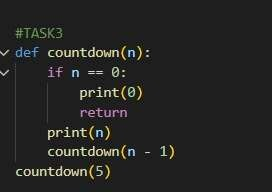 #TASK3
def countdown(n):
    if n == 0:
        print(0)
        return
    print(n)
    countdown(n - 1)
countdown(5)